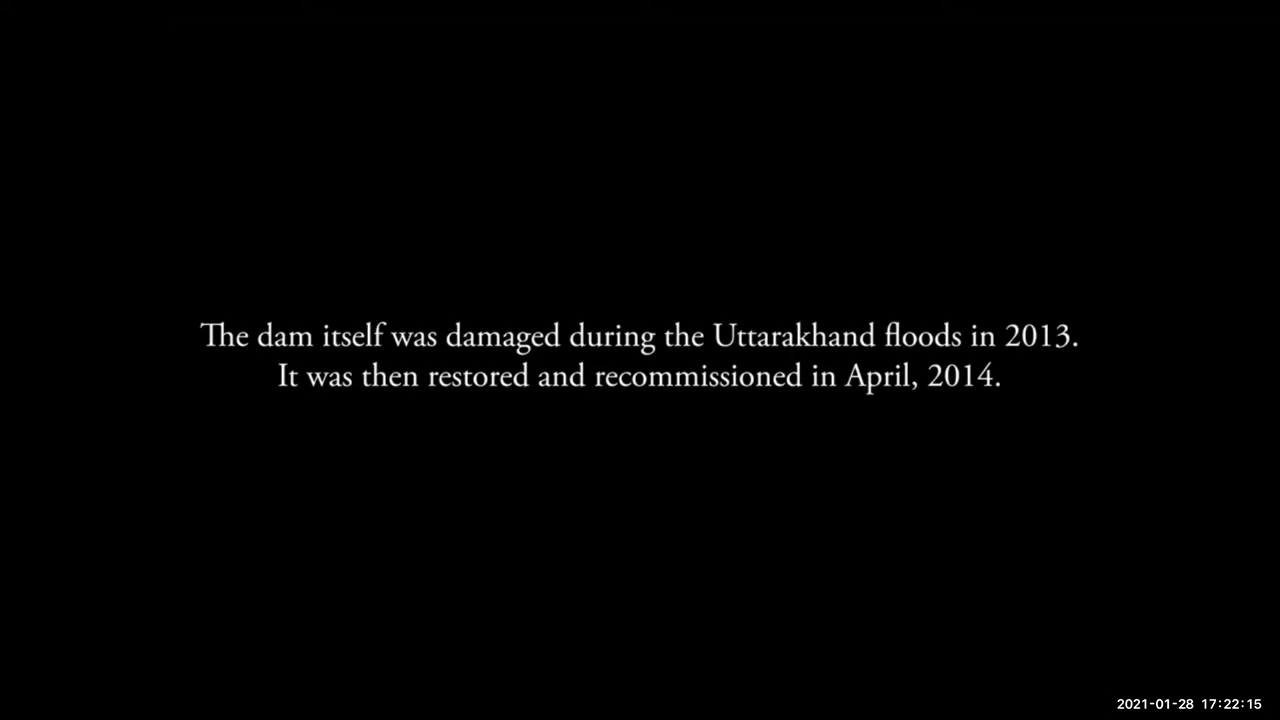 The dam itself was damaged during the Uttarakhand floods in 2013.
It was then restored and recommissioned in April, 2014.
2021-01-28 17:22:15